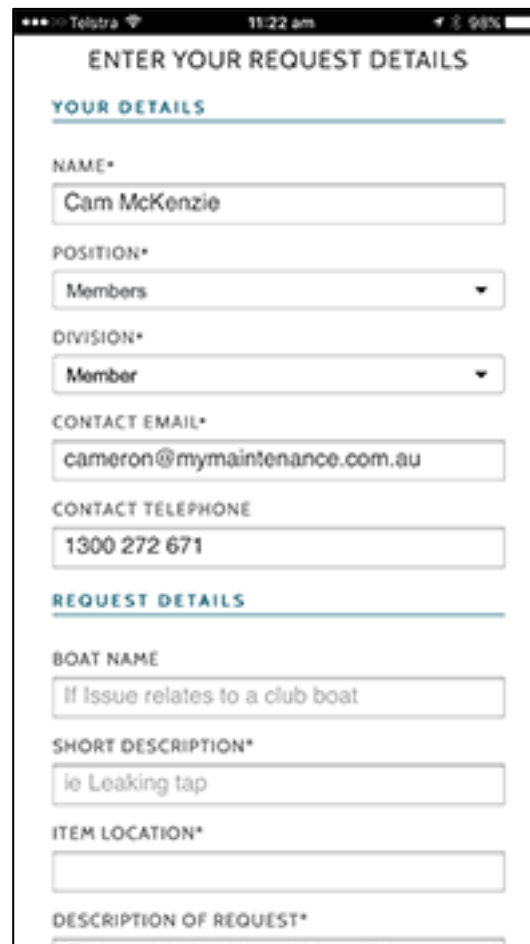 Telstra 11:22 am 98%
ENTER YOUR REQUEST DETAILS
YOUR DETAILS
NAME*
Cam McKenzie
POSITION*
Members
DIVISION*
Member
CONTACT EMAIL*
cameron@mymaintenance.com.au
CONTACT TELEPHONE
1300 272 671
REQUEST DETAILS
BOAT NAME
If Issue relates to a club boat
SHORT DESCRIPTION*
ie Leaking tap
ITEM LOCATION*
DESCRIPTION OF REQUEST*